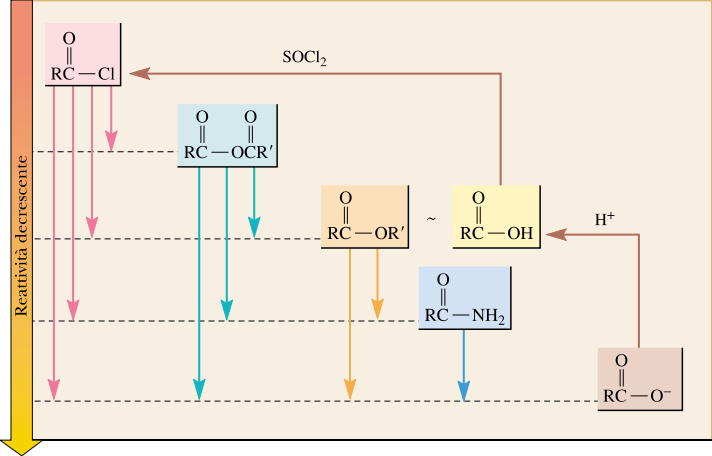 Reattività decrescente
O
RC—Cl
SOCl₂
O O
RC—OCR′
O
RC—OR′
~
O
RC—OH
H⁺
O
RC—NH₂
O
RC—O⁻